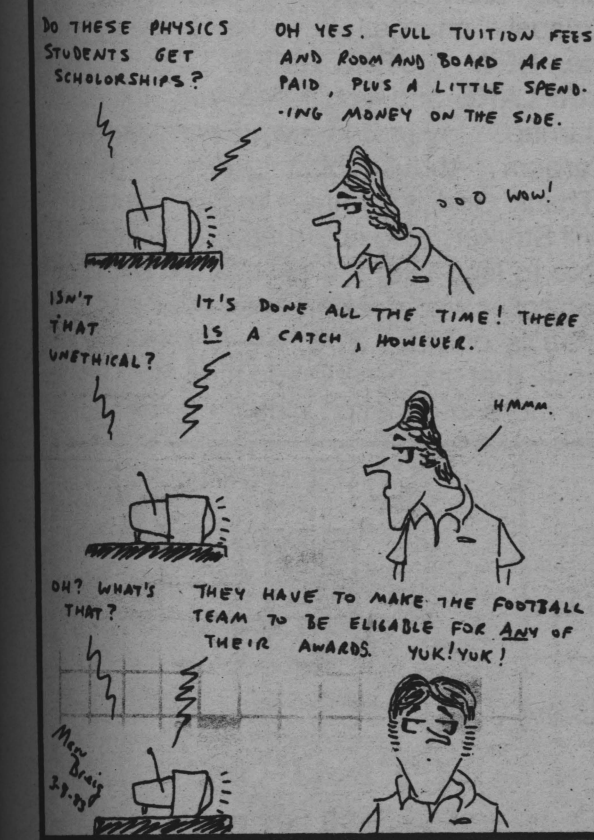 DO THESE PHYSICS
STUDENTS GET
SCHOLORSHIPS?
OH YES. FULL TUITION FEES
AND ROOM AND BOARD ARE
PAID, PLUS A LITTLE SPEND-
-ING MONEY ON THE SIDE.
WOW!
ISN'T
THAT
UNETHICAL?
IT'S DONE ALL THE TIME! THERE
IS A CATCH, HOWEVER.
HMMM.
OH? WHAT'S
THAT?
THEY HAVE TO MAKE THE FOOTBALL
TEAM TO BE ELIGABLE FOR ANY OF
THEIR AWARDS. YUK! YUK!
3-8-83